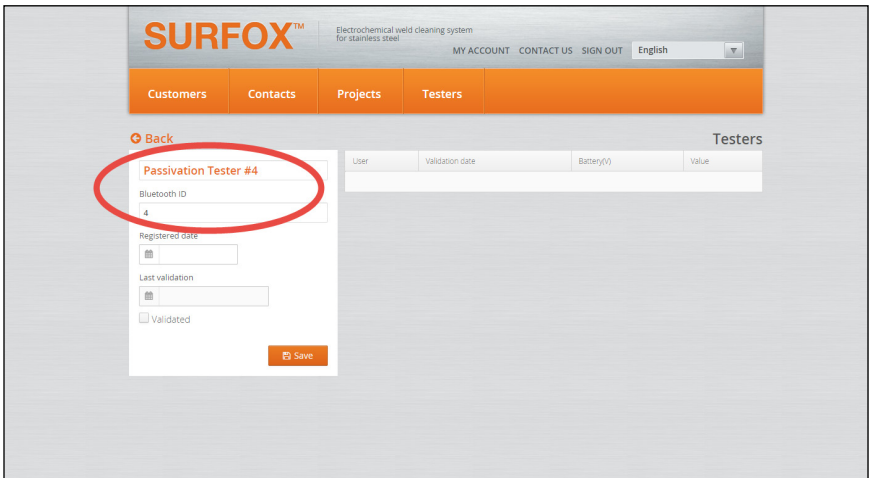 SURFOX™
Electrochemical weld cleaning system
for stainless steel
MY ACCOUNT CONTACT US SIGN OUT English
Customers Contacts Projects Testers
Back
Testers
Passivation Tester #4
User Validation date Battery(V) Value
Bluetooth ID
4
Registered date
Last validation
Validated
Save